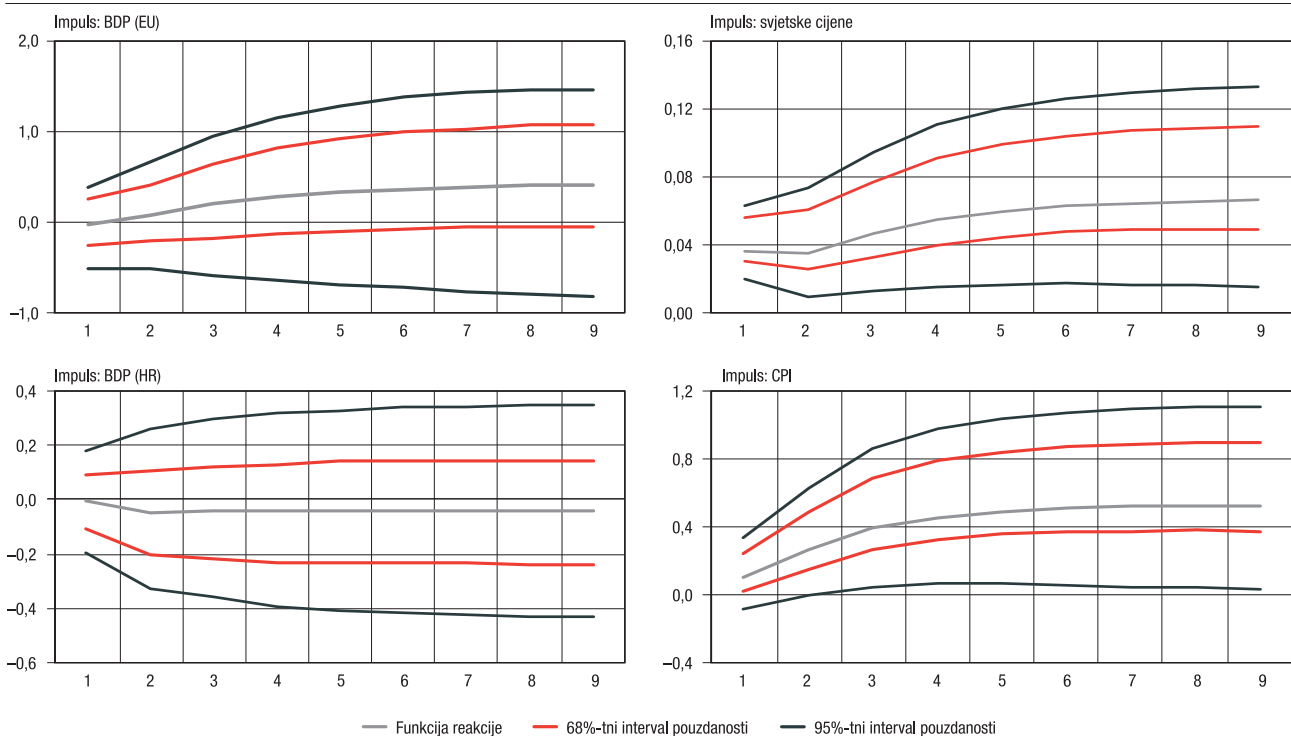 Impuls: BDP (EU)
2,0
1,0
0,0
–1,0
1 2 3 4 5 6 7 8 9
Impuls: svjetske cijene
0,16
0,12
0,08
0,04
0,00
1 2 3 4 5 6 7 8 9
Impuls: BDP (HR)
0,4
0,2
0,0
–0,2
–0,4
–0,6
1 2 3 4 5 6 7 8 9
Impuls: CPI
1,2
0,8
0,4
0,0
–0,4
1 2 3 4 5 6 7 8 9
Funkcija reakcije 68%-tni interval pouzdanosti 95%-tni interval pouzdanosti